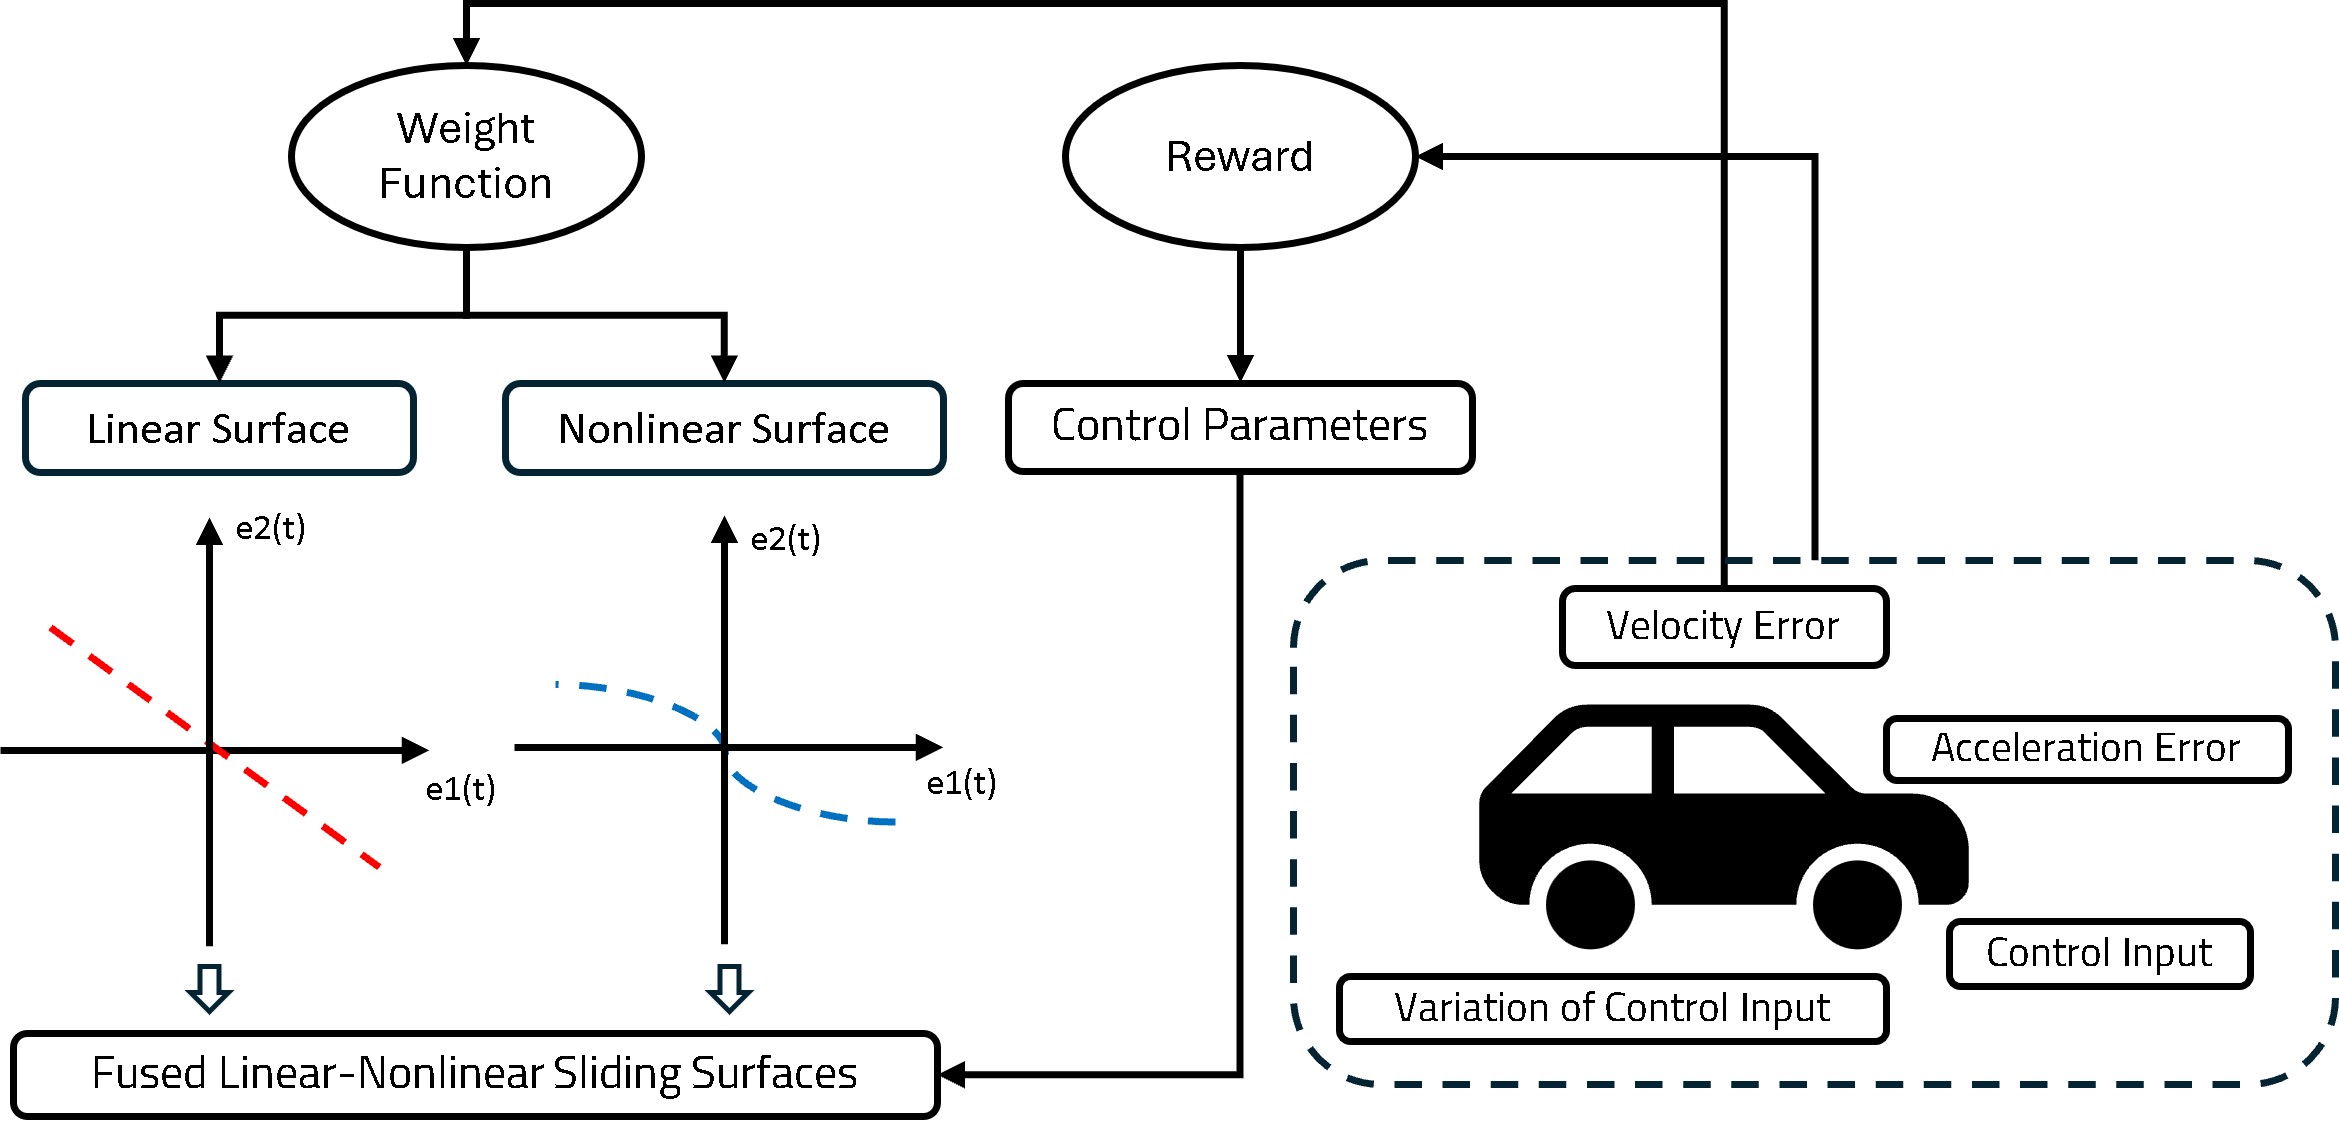 Weight
Function
Reward
Linear Surface
Nonlinear Surface
Control Parameters
e2(t)
e2(t)
e1(t)
e1(t)
Velocity Error
Acceleration Error
Control Input
Variation of Control Input
Fused Linear-Nonlinear Sliding Surfaces